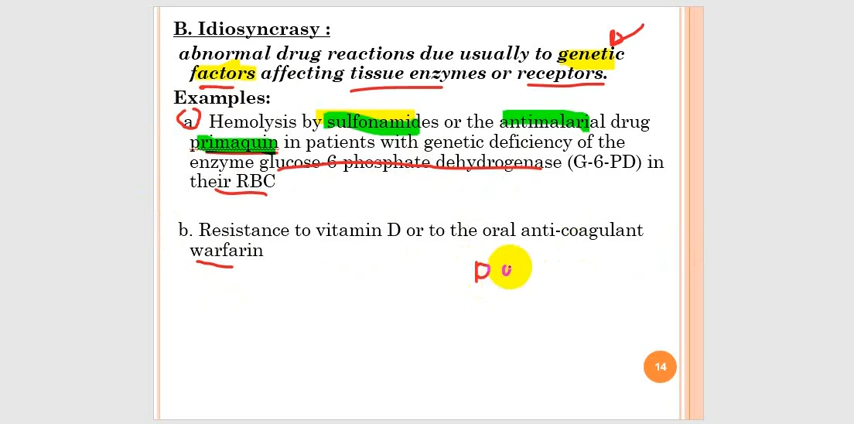 B. Idiosyncrasy :
abnormal drug reactions due usually to genetic
factors affecting tissue enzymes or receptors.
Examples:
a. Hemolysis by sulfonamides or the antimalarial drug
primaquin in patients with genetic deficiency of the
enzyme glucose-6-phosphate dehydrogenase (G-6-PD) in
their RBC
b. Resistance to vitamin D or to the oral anti-coagulant
warfarin
14